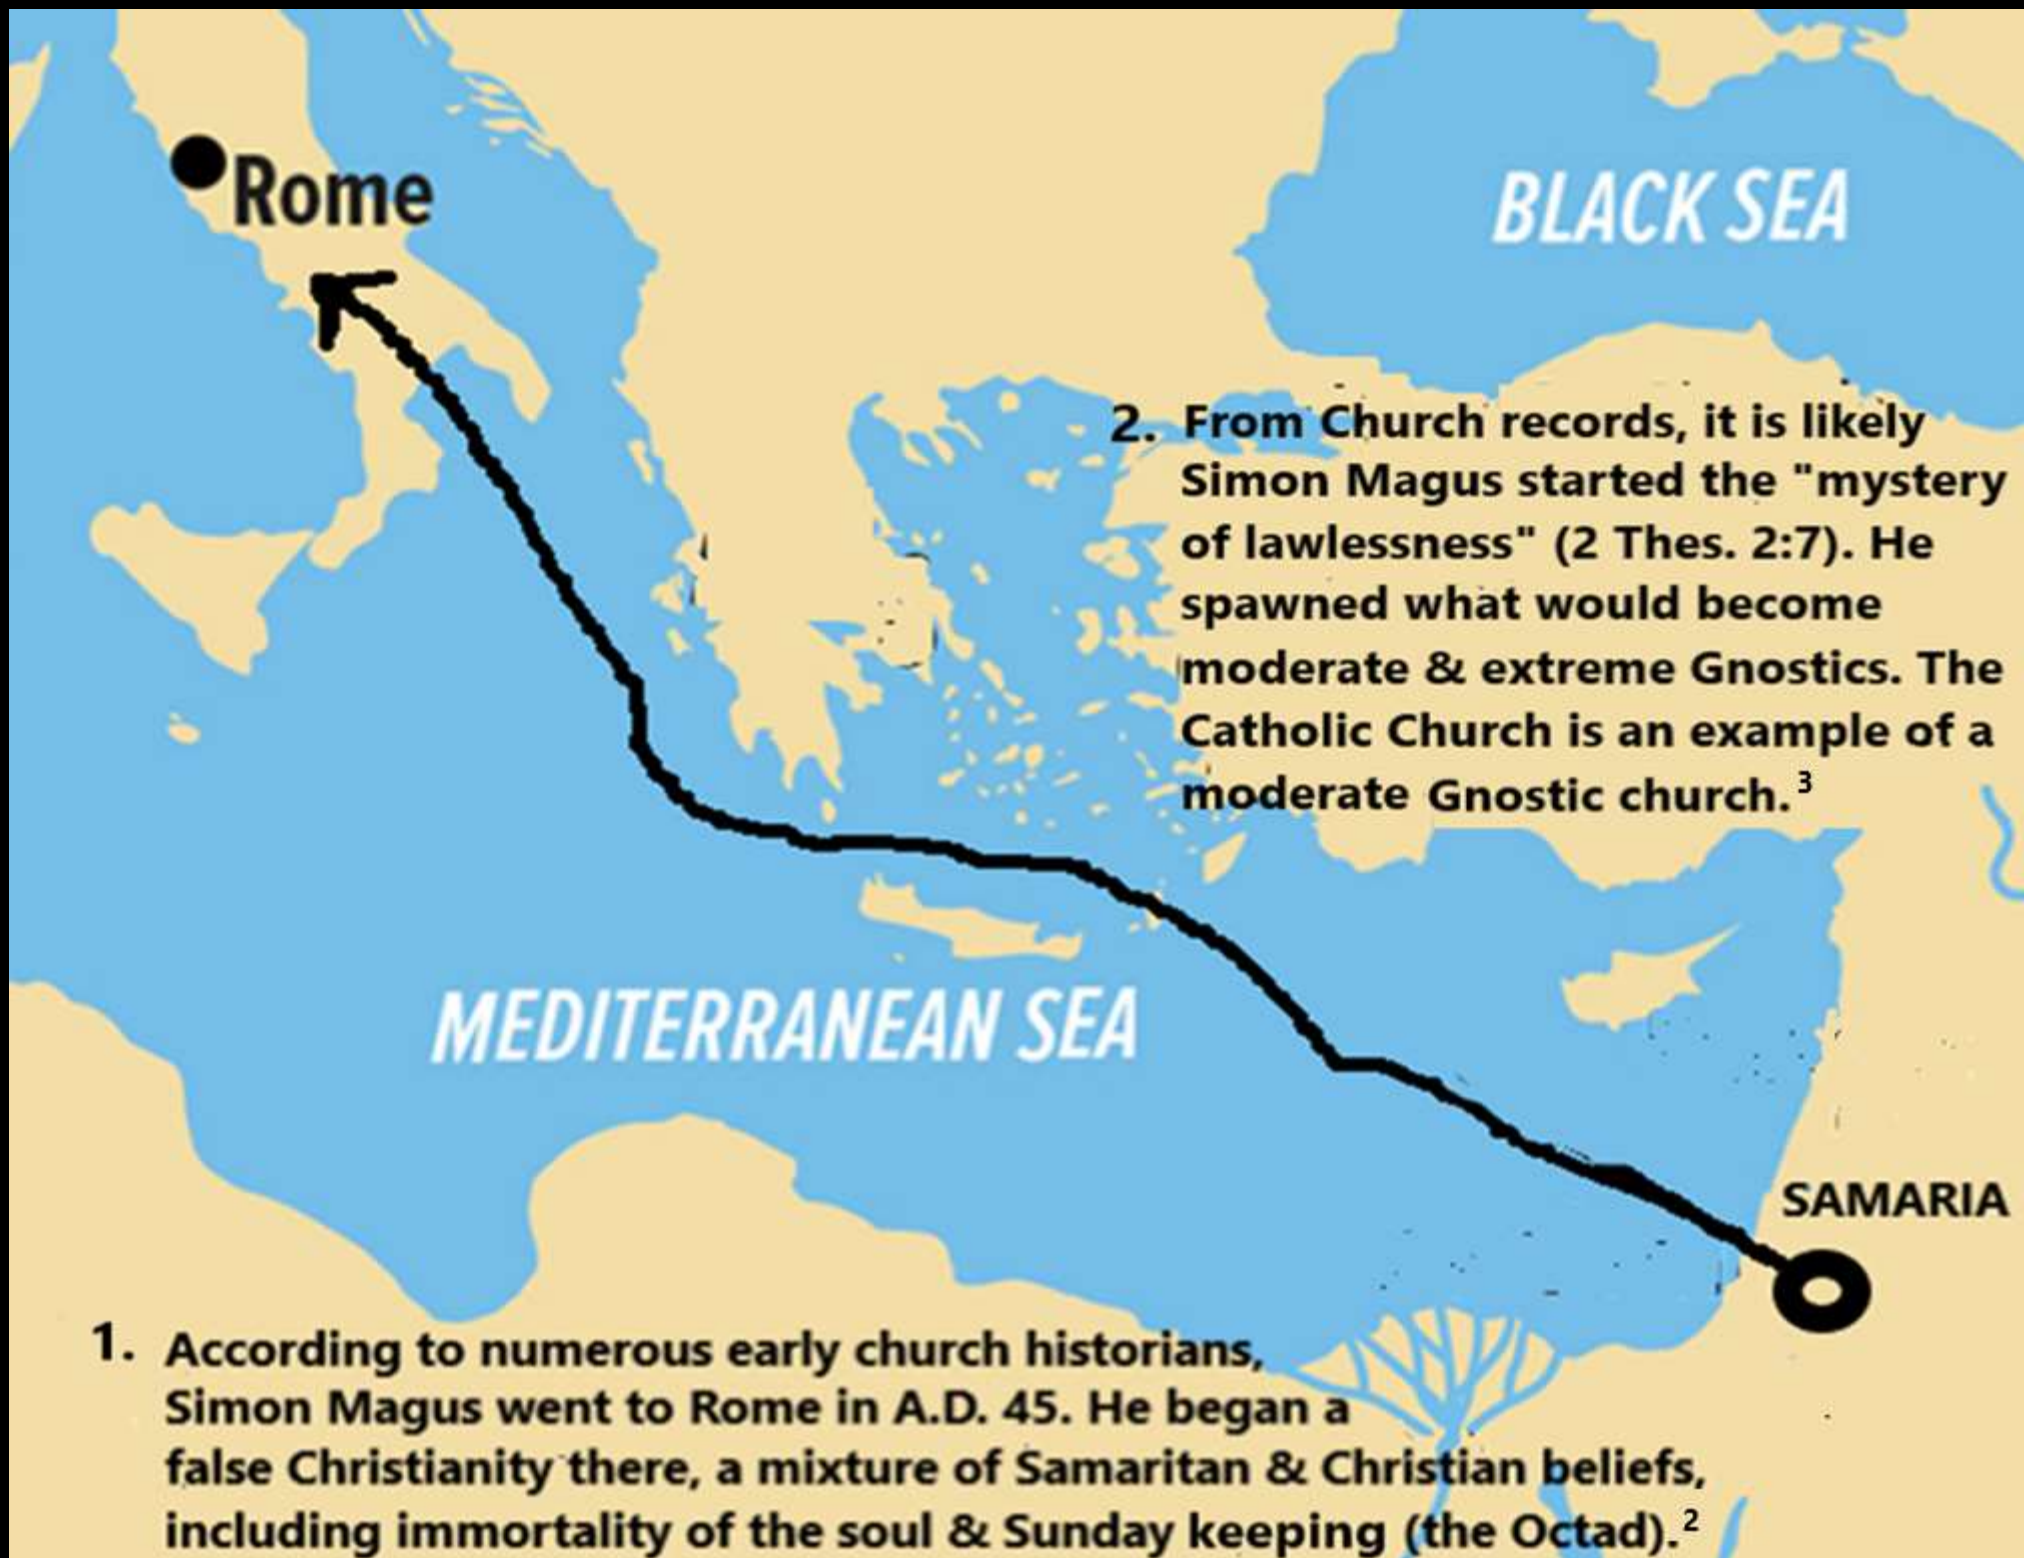 Rome
BLACK SEA
2. From Church records, it is likely
Simon Magus started the "mystery
of lawlessness" (2 Thes. 2:7). He
spawned what would become
moderate & extreme Gnostics. The
Catholic Church is an example of a
moderate Gnostic church.³
MEDITERRANEAN SEA
SAMARIA
1. According to numerous early church historians,
Simon Magus went to Rome in A.D. 45. He began a
false Christianity there, a mixture of Samaritan & Christian beliefs,
including immortality of the soul & Sunday keeping (the Octad).²